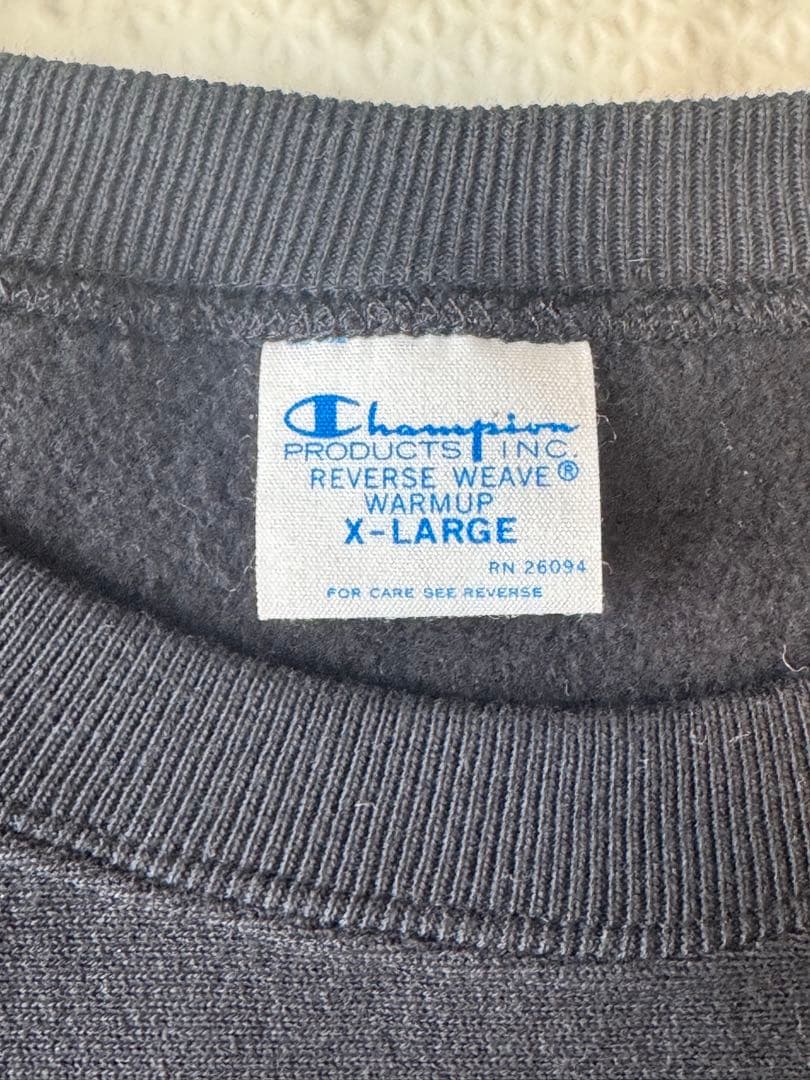 Champion
PRODUCTS INC.
REVERSE WEAVE®
WARMUP
X-LARGE
RN 26094
FOR CARE SEE REVERSE